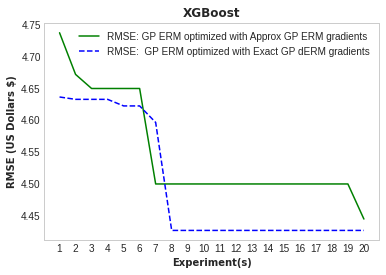 XGBoost
RMSE: GP ERM optimized with Approx GP ERM gradients
RMSE:  GP ERM optimized with Exact GP dERM gradients
RMSE (US Dollars $)
4.75
4.70
4.65
4.60
4.55
4.50
4.45
1 2 3 4 5 6 7 8 9 10 11 12 13 14 15 16 17 18 19 20
Experiment(s)